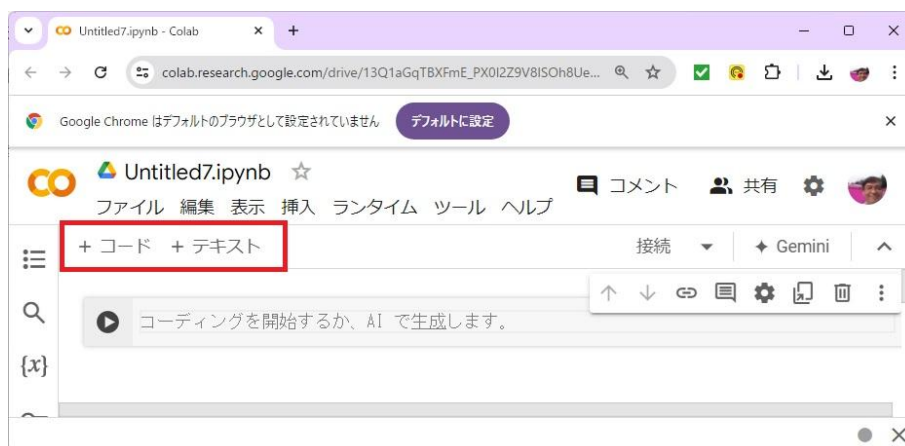 Untitled7.ipynb - Colab
colab.research.google.com/drive/13Q1aGqTBXFmE_PX0I2Z9V8ISOh8Ue...
Google Chrome はデフォルトのブラウザとして設定されていません デフォルトに設定
CO Untitled7.ipynb
コメント 共有
ファイル 編集 表示 挿入 ランタイム ツール ヘルプ
+ コード + テキスト 接続 Gemini
コーディングを開始するか、AI で生成します。
{x}